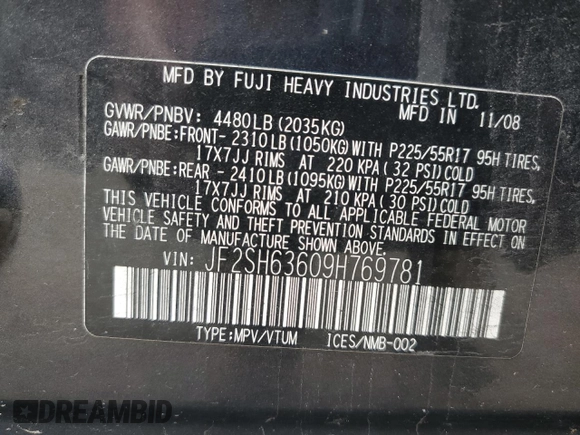 MFD BY FUJI HEAVY INDUSTRIES,LTD.
GVWR/PNBV: 4480LB(2035KG) MFD IN 11/08
GAWR/PNBE:FRONT-2310LB(1050KG)WITH P225/55R17 95H TIRES,
17X7JJ RIMS AT 220 KPA(32 PSI)COLD
GAWR/PNBE:REAR -2410LB(1095KG)WITH P225/55R17 95H TIRES,
17X7JJ RIMS AT 210 KPA(30 PSI)COLD
THIS VEHICLE CONFORMS TO ALL APPLICABLE FEDERAL MOTOR
VEHICLE SAFETY AND THEFT PREVENTION STANDARDS IN EFFECT ON
THE DATE OF MANUFACTURE SHOWN ABOVE.
VIN: JF2SH63609H769781
TYPE:MPV/VTUM ICES/NMB-002
DREAMBID